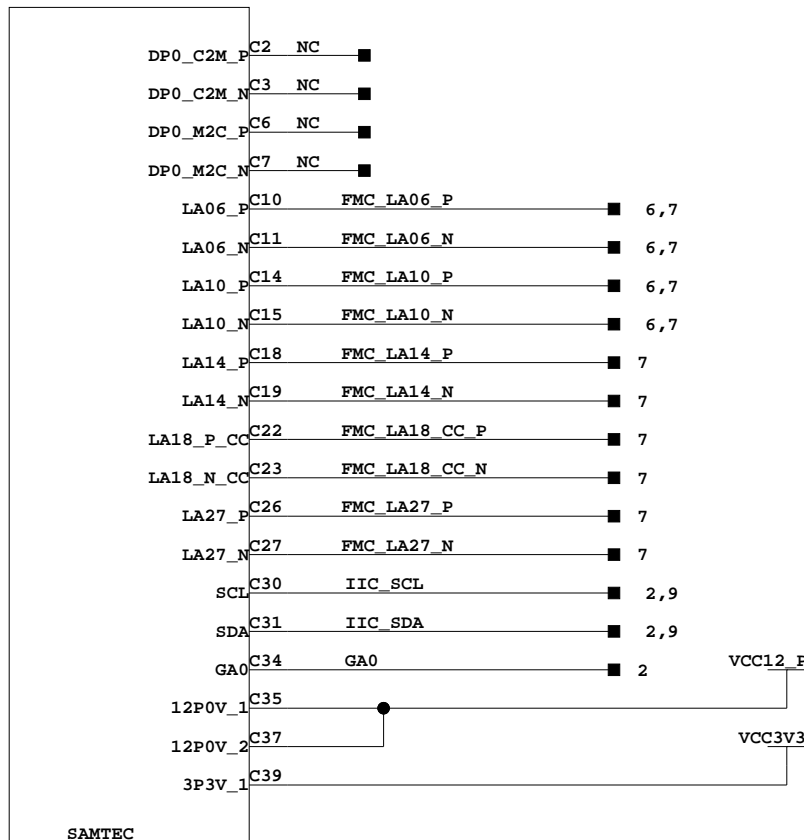 DP0_C2M_P C2 NC
DP0_C2M_N C3 NC
DP0_M2C_P C6 NC
DP0_M2C_N C7 NC
LA06_P C10 FMC_LA06_P 6,7
LA06_N C11 FMC_LA06_N 6,7
LA10_P C14 FMC_LA10_P 6,7
LA10_N C15 FMC_LA10_N 6,7
LA14_P C18 FMC_LA14_P 7
LA14_N C19 FMC_LA14_N 7
LA18_P_CC C22 FMC_LA18_CC_P 7
LA18_N_CC C23 FMC_LA18_CC_N 7
LA27_P C26 FMC_LA27_P 7
LA27_N C27 FMC_LA27_N 7
SCL C30 IIC_SCL 2,9
SDA C31 IIC_SDA 2,9
GA0 C34 GA0 2 VCC12_P
12P0V_1 C35
12P0V_2 C37 VCC3V3
3P3V_1 C39
SAMTEC